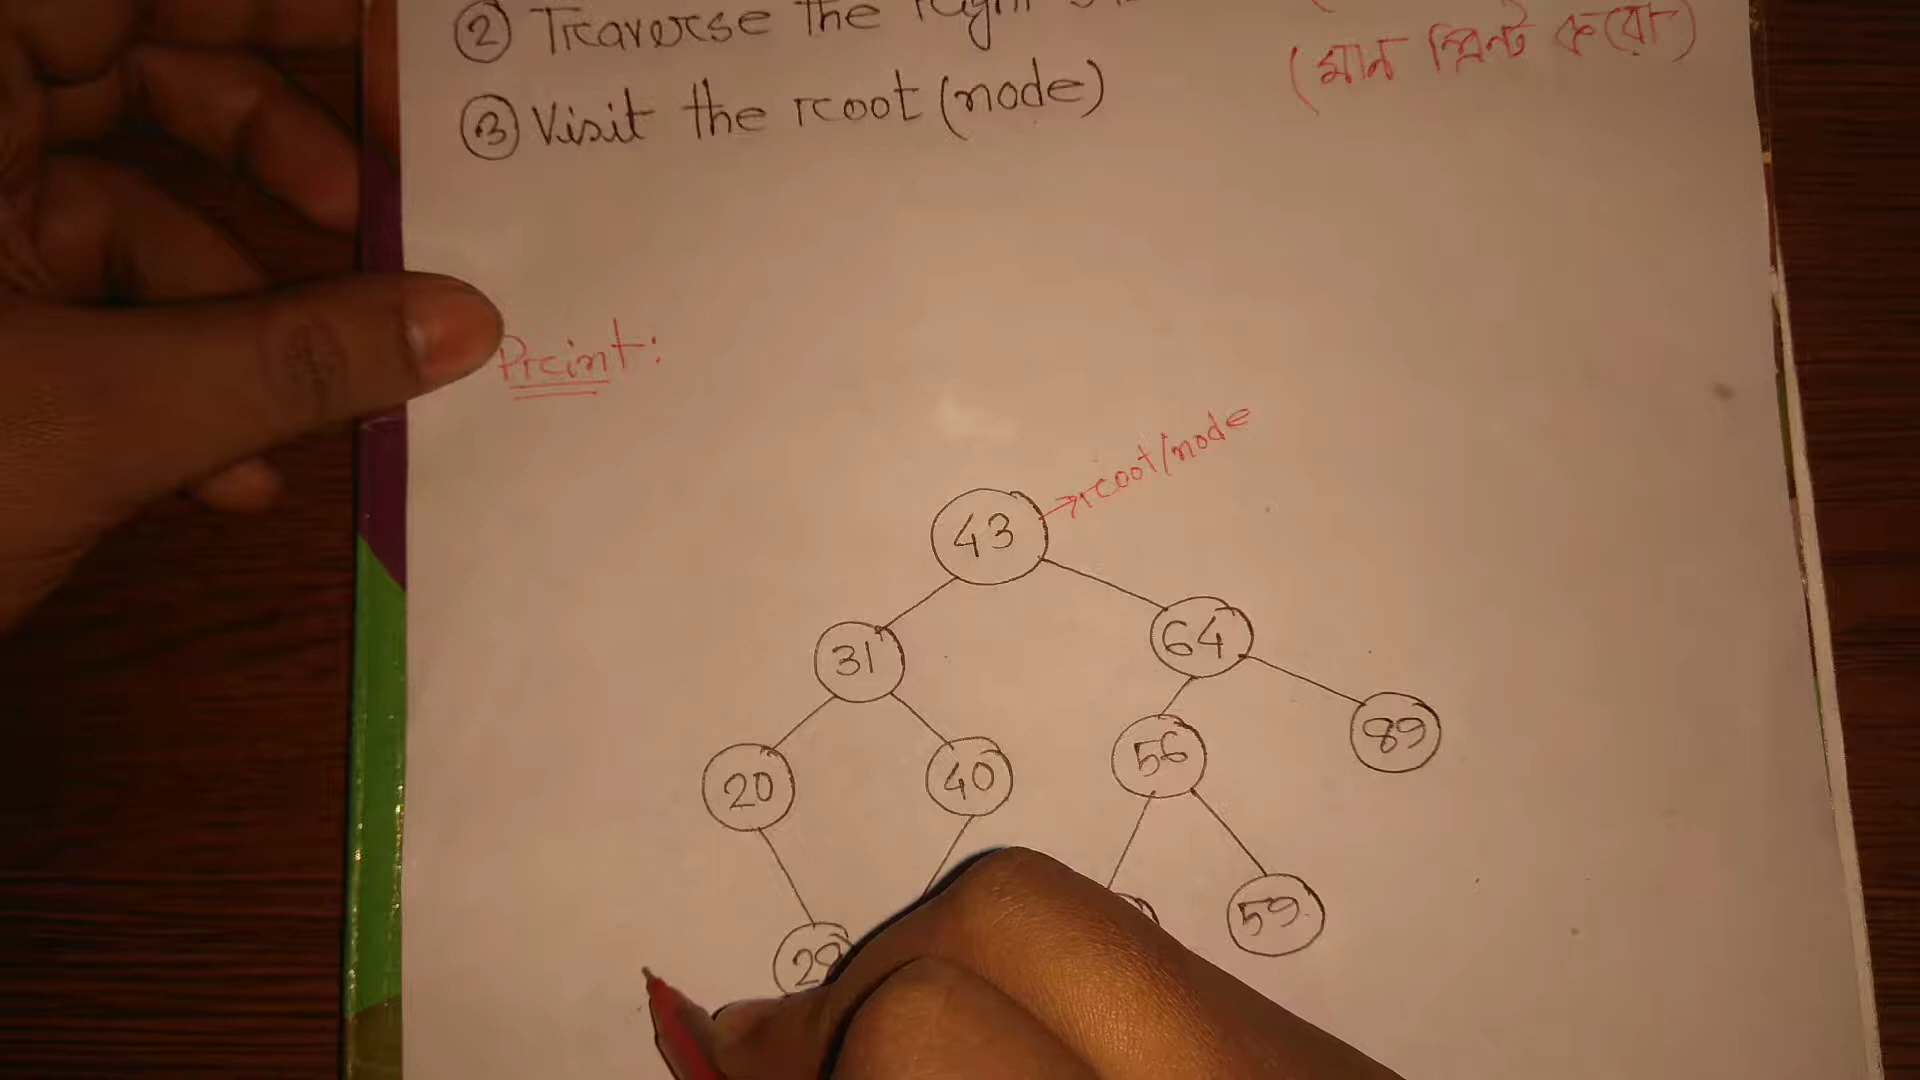 ② Traverse the
③ Visit the root (node)
(মান প্রিন্ট করো)
Print:
→root/node
43
31
64
20
40
56
89
59